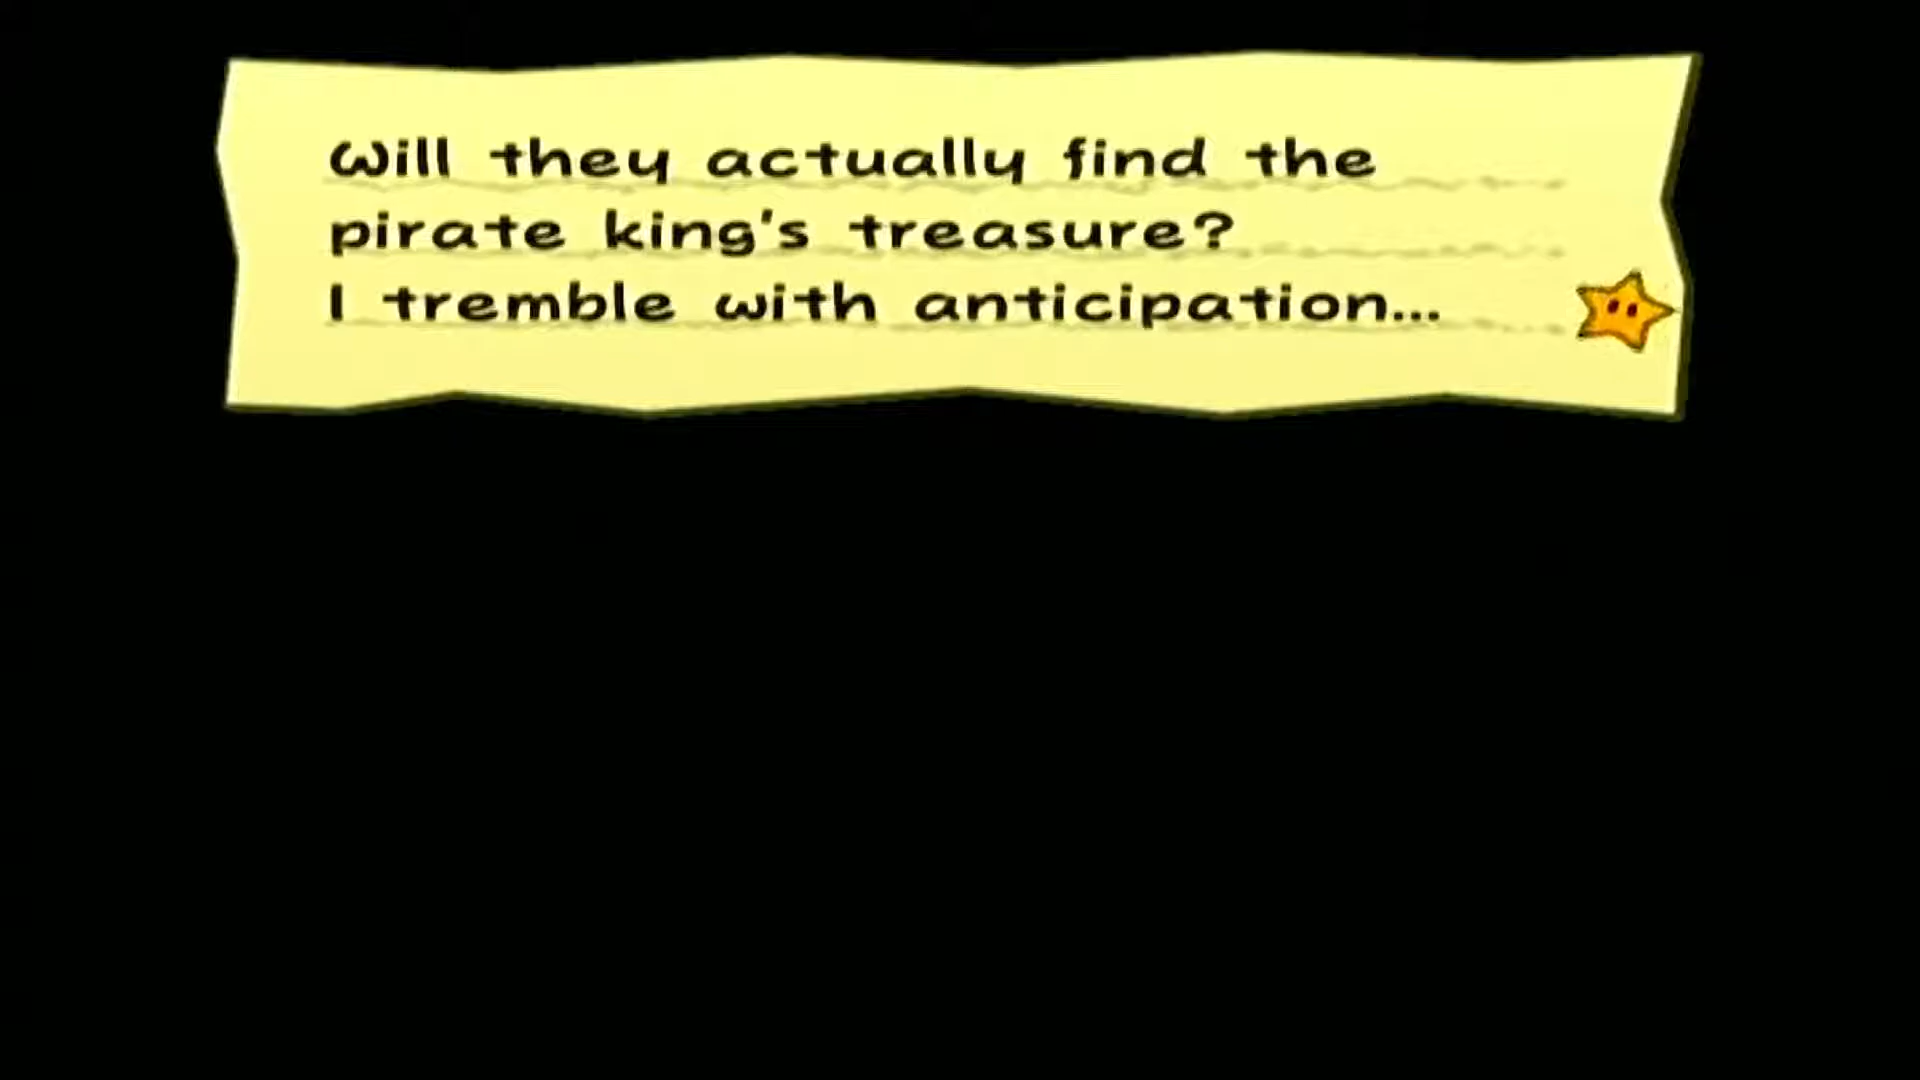 Will they actually find the
pirate king's treasure?
I tremble with anticipation...